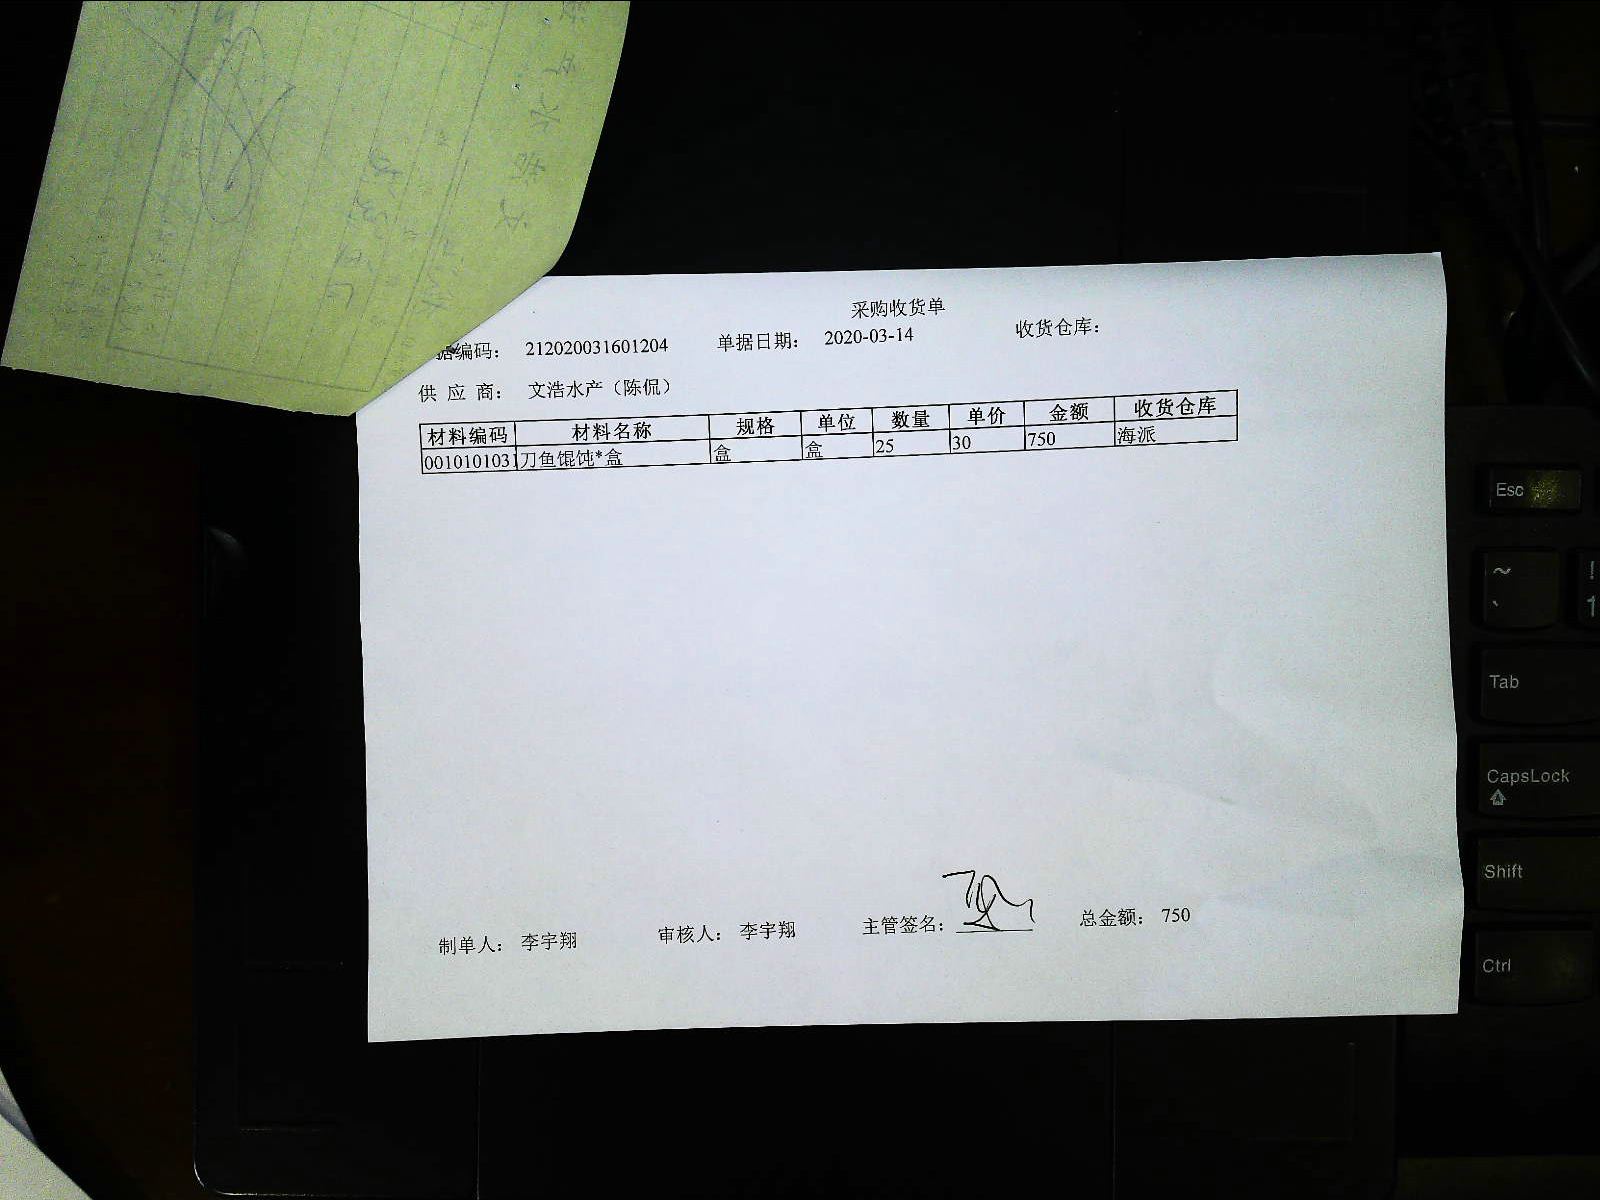 采购收货单
据编码： 212020031601204 单据日期： 2020-03-14 收货仓库：
供 应 商： 文浩水产（陈侃）
材料编码 材料名称 规格 单位 数量 单价 金额 收货仓库
001010103 刀鱼馄饨*盒 盒 盒 25 30 750 海派
制单人： 李宇翔 审核人： 李宇翔 主管签名： 总金额： 750
Esc
~
!
、
1
Tab
CapsLock
Shift
Ctrl